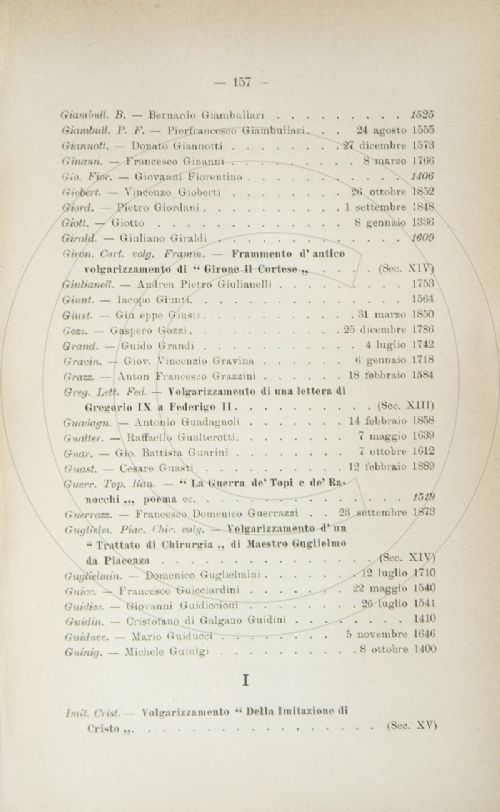 — 157 —
Giambull. B. — Bernardo Giambullari . . . . . . . . . 1525
Giambull. P. F. — Pierfrancesco Giambullari. . . . 24 agosto 1555
Giannott. — Donato Giannotti . . . . . . . . 27 dicembre 1573
Ginann. — Francesco Ginanni . . . . . . . . . 8 marzo 1766
Gio. Fior. — Giovanni Fiorentino . . . . . . . . . . . 1406
Giobert. — Vincenzo Gioberti . . . . . . . . 26 ottobre 1852
Giord. — Pietro Giordani . . . . . . . . . . 1 settembre 1848
Giott. — Giotto . . . . . . . . . . . . . . 8 gennaio 1336
Girald. — Giuliano Giraldi . . . . . . . . . . . . . 1609
Giron. Cort. volg. Framm. — Frammento d' antico
volgarizzamento di “ Girone il Cortese „ . . . . . (Sec. XIV)
Giulianell. — Andrea Pietro Giulianelli . . . . . . . . 1753
Giunt. — Iacopo Giunti. . . . . . . . . . . . . . 1564
Giust. — Giuseppe Giusti. . . . . . . . . . . 31 marzo 1850
Gozz. — Gaspero Gozzi. . . . . . . . . . . 25 dicembre 1786
Grand. — Guido Grandi . . . . . . . . . . . 4 luglio 1742
Gravin. — Giov. Vincenzio Gravina . . . . . . . 6 gennaio 1718
Grazz. — Anton Francesco Grazzini . . . . . . 18 febbraio 1584
Greg. Lett. Fed. — Volgarizzamento di una lettera di
Gregorio IX a Federigo II . . . . . . . . . . . (Sec. XIII)
Guadagn. — Antonio Guadagnoli . . . . . . . . 14 febbraio 1858
Gualter. — Raffaello Gualterotti. . . . . . . . . 7 maggio 1639
Guar. — Gio. Battista Guarini . . . . . . . . . 7 ottobre 1612
Guast. — Cesare Guasti . . . . . . . . . . . 12 febbraio 1889
Guerr. Top. Ran. — “ La Guerra de' Topi e de' Ra-
nocchi „, poema ec. . . . . . . . . . . . . . . . 1549
Guerrazz. — Francesco Domenico Guerrazzi . . . 23 settembre 1873
Guglielm. Piac. Chir. volg. — Volgarizzamento d' un
“ Trattato di Chirurgia „ di Maestro Guglielmo
da Piacenza . . . . . . . . . . . . . . . . (Sec. XIV)
Guglielmin. — Domenico Guglielmini . . . . . . . 12 luglio 1710
Guicc. — Francesco Guicciardini . . . . . . . . 22 maggio 1540
Guidicc. — Giovanni Guidiccioni . . . . . . . . 26 luglio 1541
Guidin. — Cristofano di Galgano Guidini . . . . . . . . 1410
Guiducc. — Mario Guiducci . . . . . . . . . 5 novembre 1646
Guinig. — Michele Guinigi . . . . . . . . . . . 8 ottobre 1400
I
Imit. Crist. — Volgarizzamento “ Della Imitazione di
Cristo „. . . . . . . . . . . . . . . . . . (Sec. XV)